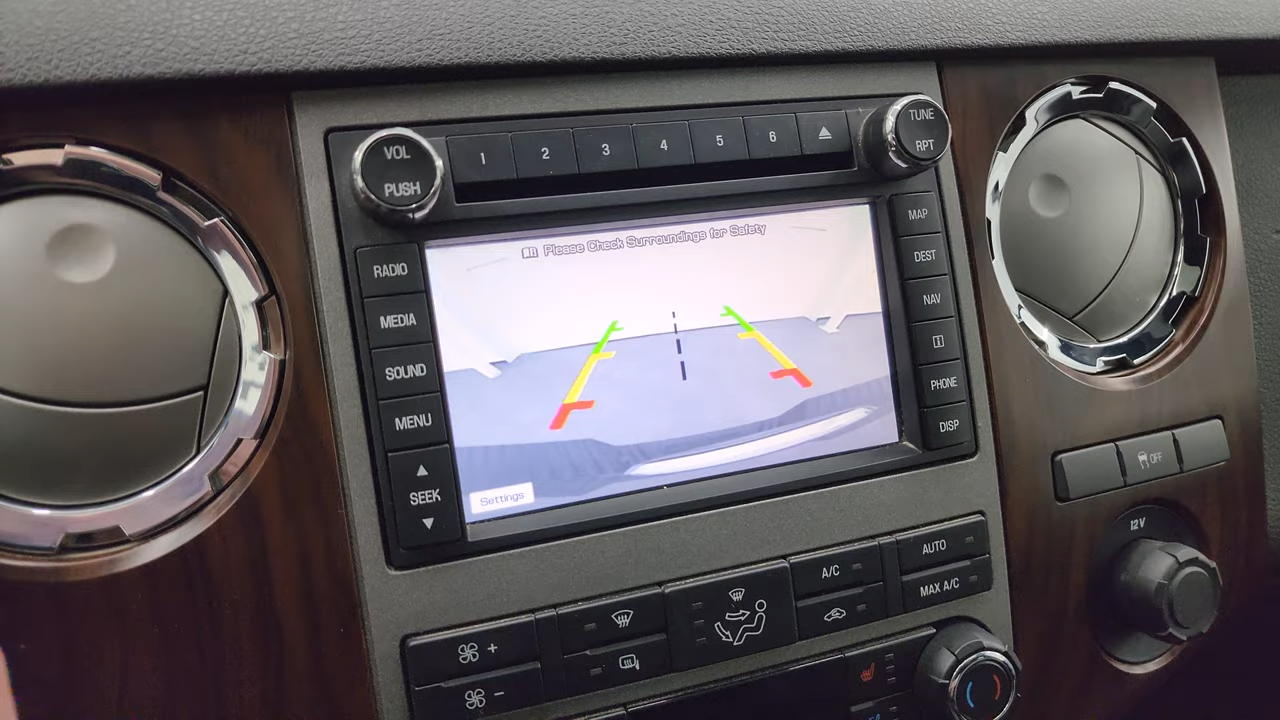 VOL
PUSH
1 2 3 4 5 6
TUNE
RPT
RADIO
MEDIA
SOUND
MENU
SEEK
Please Check Surroundings for Safety
Settings
MAP
DEST
NAV
i
PHONE
DISP
OFF
12V
A/C
AUTO
MAX A/C
+
-